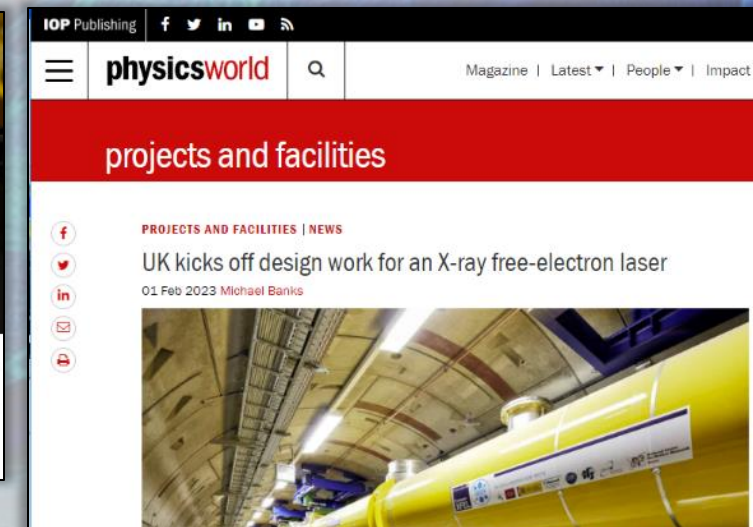 IOP Publishing
physicsworld
Magazine | Latest | People | Impact
projects and facilities
PROJECTS AND FACILITIES | NEWS
UK kicks off design work for an X-ray free-electron laser
01 Feb 2023 Michael Banks